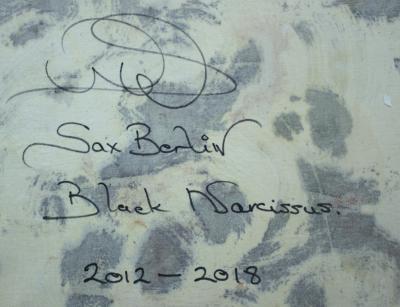 Sax Berlin
Black Narcissus.
2012 - 2018